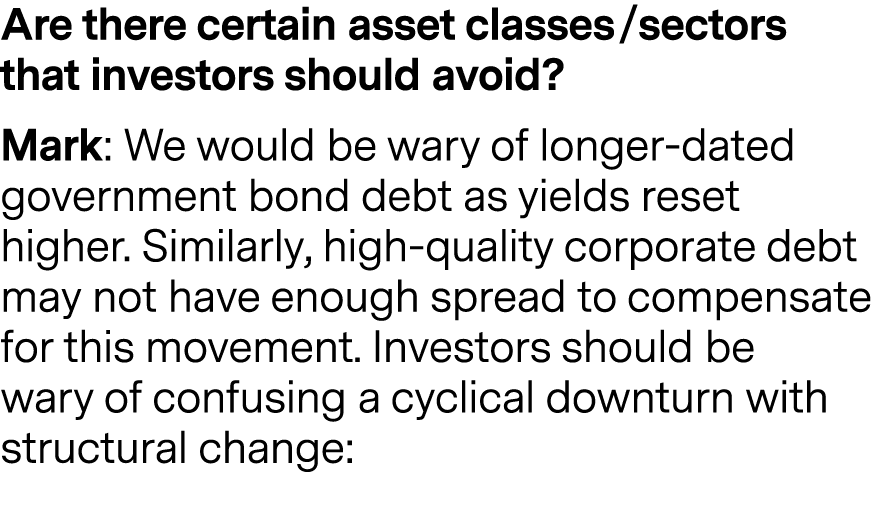 Are there certain asset classes/sectors
that investors should avoid?
Mark: We would be wary of longer-dated
government bond debt as yields reset
higher. Similarly, high-quality corporate debt
may not have enough spread to compensate
for this movement. Investors should be
wary of confusing a cyclical downturn with
structural change: